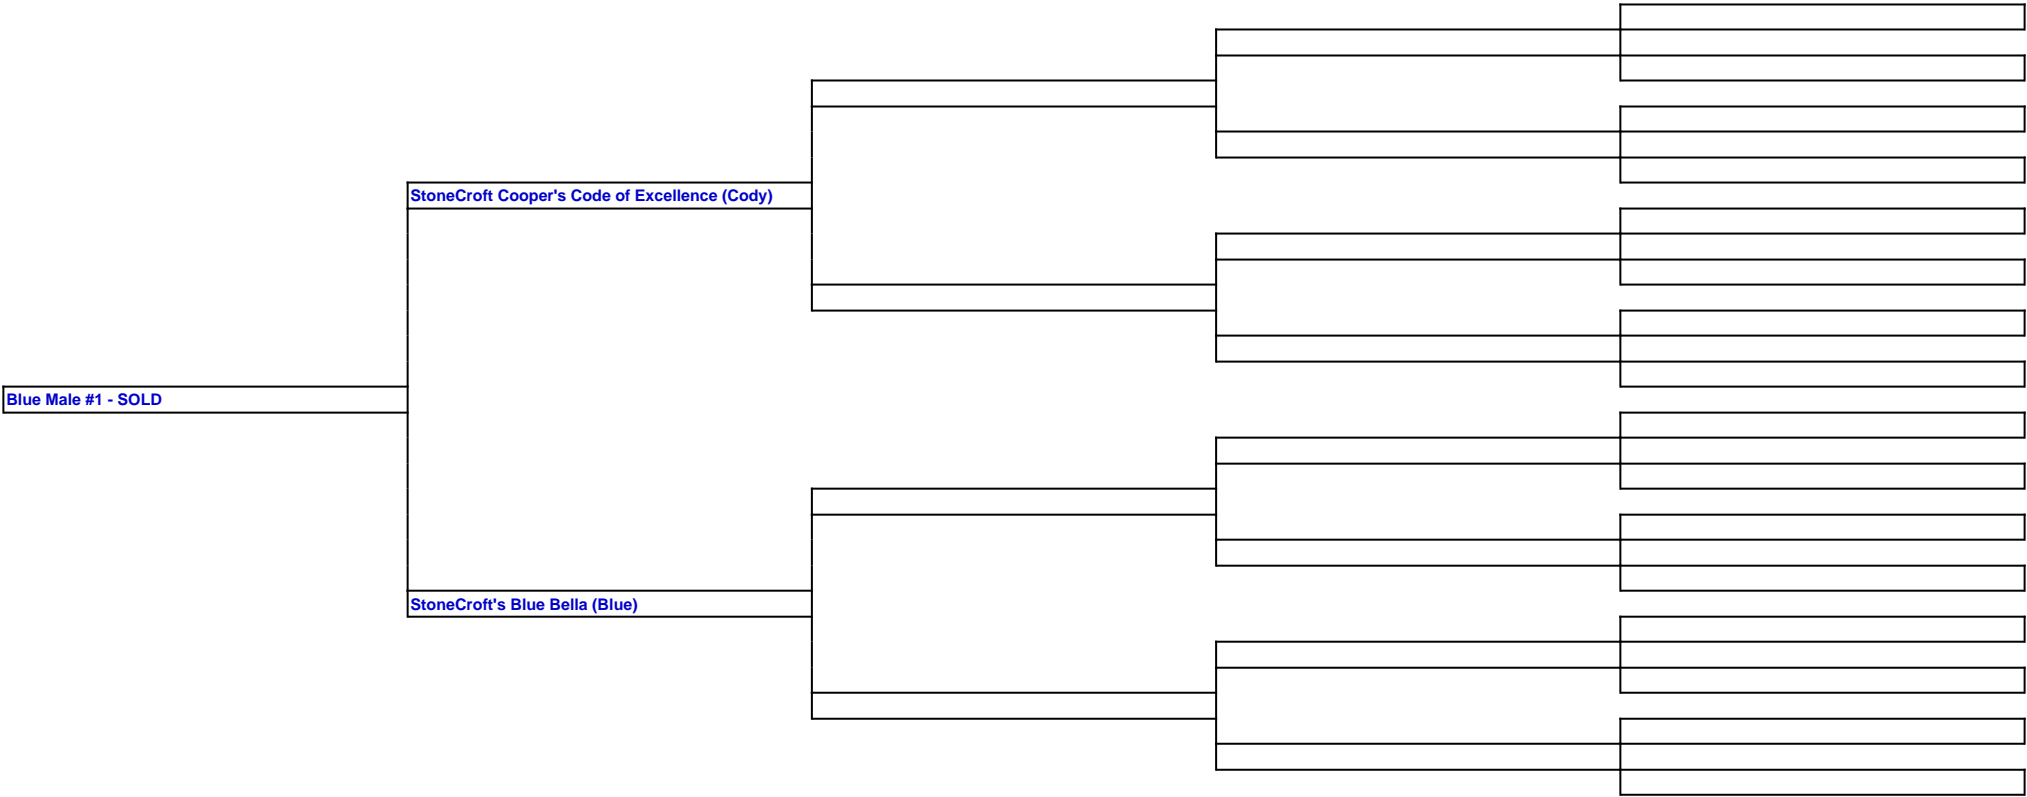 StoneCroft Cooper's Code of Excellence (Cody)
Blue Male #1 - SOLD
StoneCroft's Blue Bella (Blue)